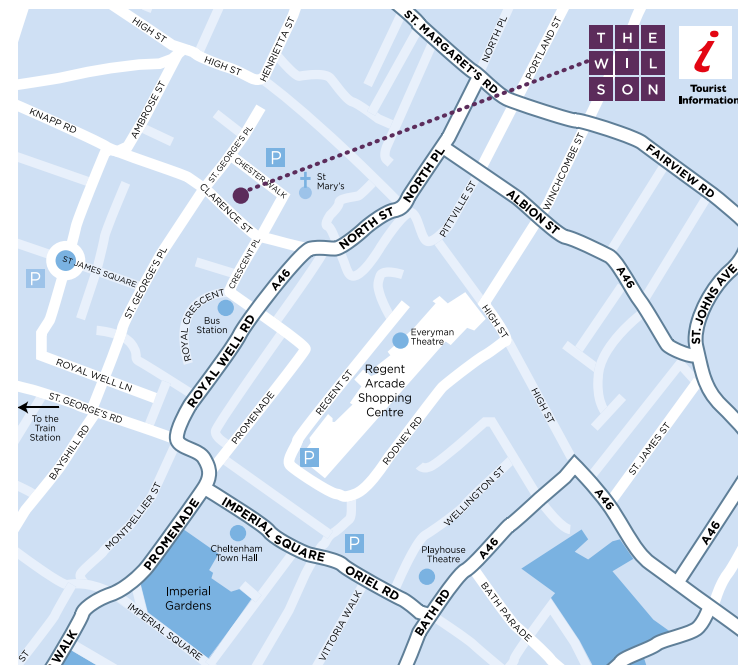 HIGH ST
HIGH ST
HENRIETTA ST
ST. MARGARET'S RD
NORTH PL
PORTLAND ST
THE
WIL
SON
i
Tourist
Information
KNAPP RD
AMBROSE ST
ST. GEORGE'S PL
P
CHESTER WALK
St
Mary's
CLARENCE ST
NORTH ST
NORTH PL
PITTVILLE ST
WINCHCOMBE ST
FAIRVIEW RD
ALBION ST
A46
ST. JOHNS AVE
P
ST JAMES SQUARE
ST. GEORGE'S PL
CRESCENT PL
ROYAL CRESCENT
Bus
Station
A46
ROYAL WELL RD
HIGH ST
Everyman
Theatre
Regent
Arcade
Shopping
Centre
REGENT ST
RODNEY RD
PROMENADE
HIGH ST
ROYAL WELL LN
ST. GEORGE'S RD
To the
Train
Station
BAYSHILL RD
P
ST. JAMES ST
MONTPELLIER ST
PROMENADE
IMPERIAL SQUARE
WELLINGTON ST
A46
A46
Cheltenham
Town Hall
P
ORIEL RD
Playhouse
Theatre
A46
BATH RD
BATH PARADE
Imperial
Gardens
IMPERIAL SQUARE
VITTORIA WALK
WALK
ST